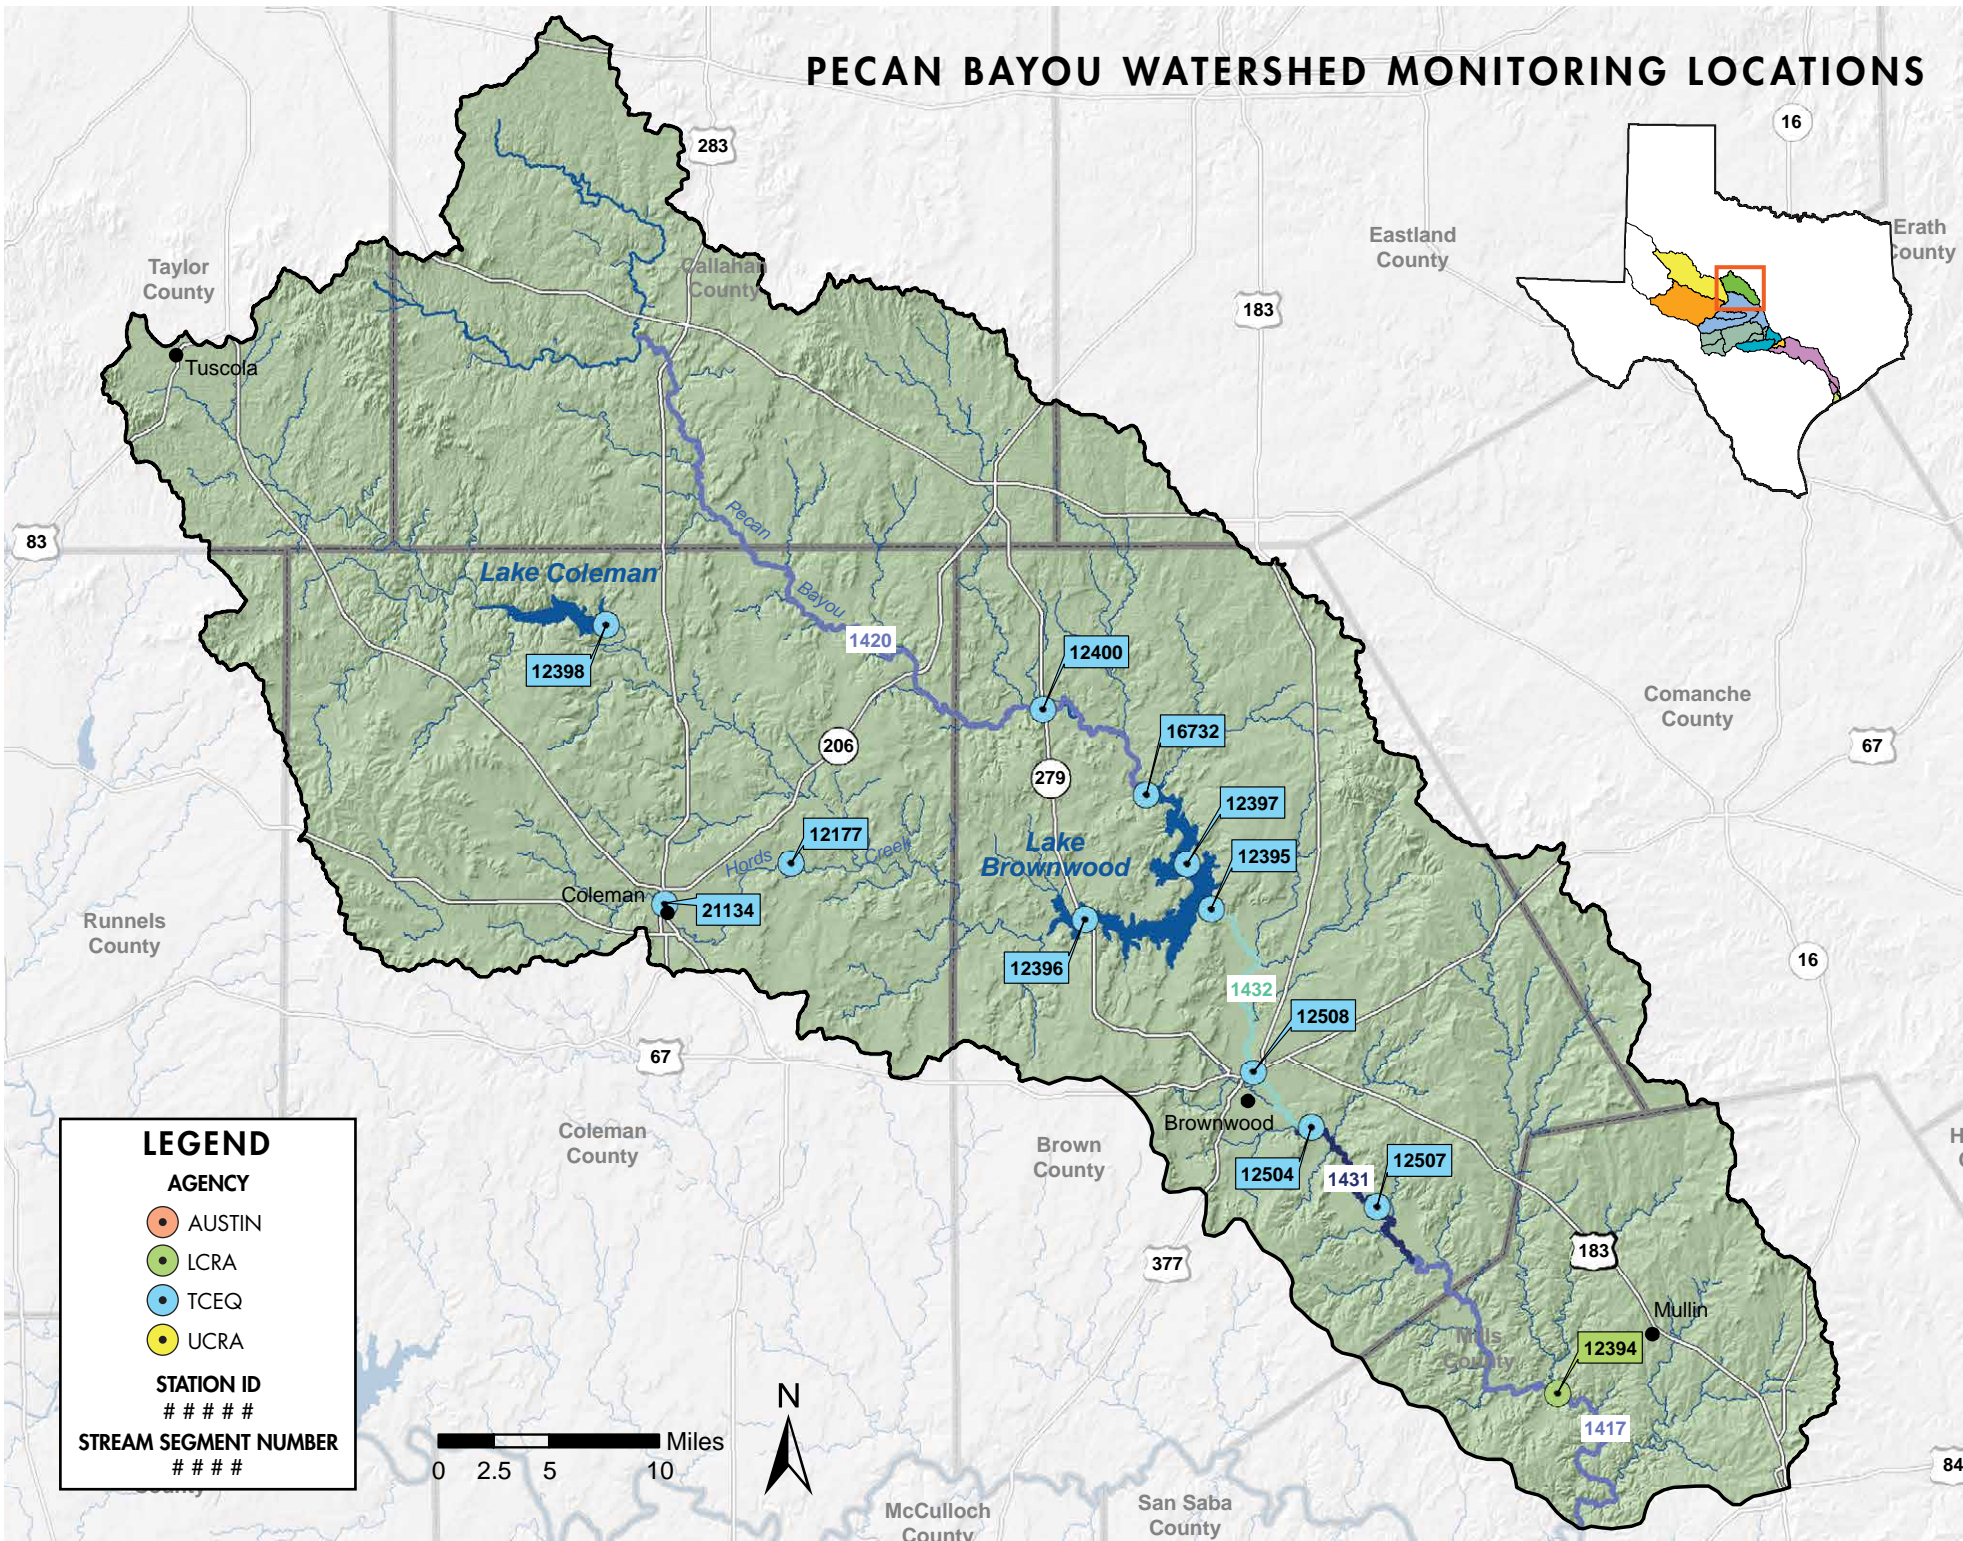 PECAN BAYOU WATERSHED MONITORING LOCATIONS
16
283
Erath
County
Eastland
County
Taylor
County
Callahan
County
183
Tuscola
83
Pecan
Lake Coleman
Bayou
1420
12400
12398
Comanche
County
16732
206
67
279
12397
12177
Lake
Brownwood
12395
Hords
Creek
Coleman
21134
Runnels
County
12396
16
1432
12508
67
LEGEND
AGENCY
AUSTIN
LCRA
TCEQ
UCRA
STATION ID
# # # # #
STREAM SEGMENT NUMBER
# # # #
County
Coleman
County
Brown
County
Brownwood
12504
1431
12507
377
183
Mullin
Mills
County
12394
1417
N
Miles
0 2.5 5 10
84
McCulloch
County
San Saba
County